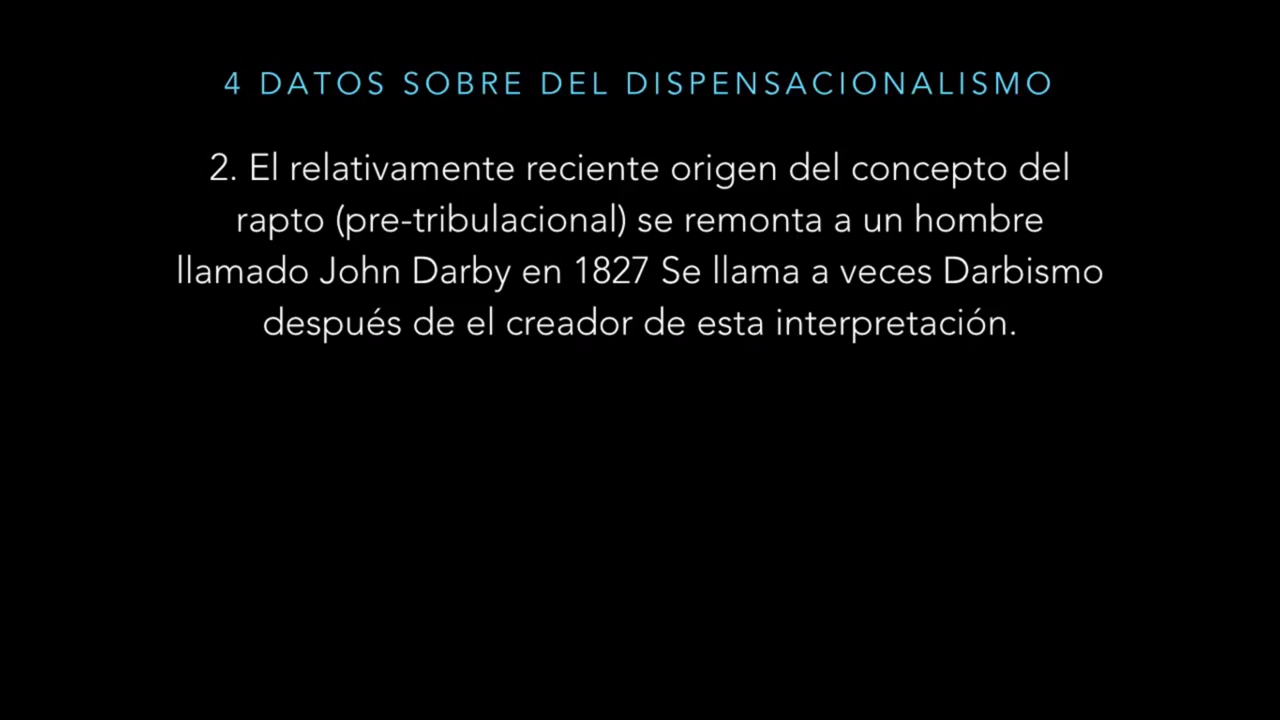 4 DATOS SOBRE DEL DISPENSACIONALISMO
2. El relativamente reciente origen del concepto del
rapto (pre-tribulacional) se remonta a un hombre
llamado John Darby en 1827 Se llama a veces Darbismo
después de el creador de esta interpretación.